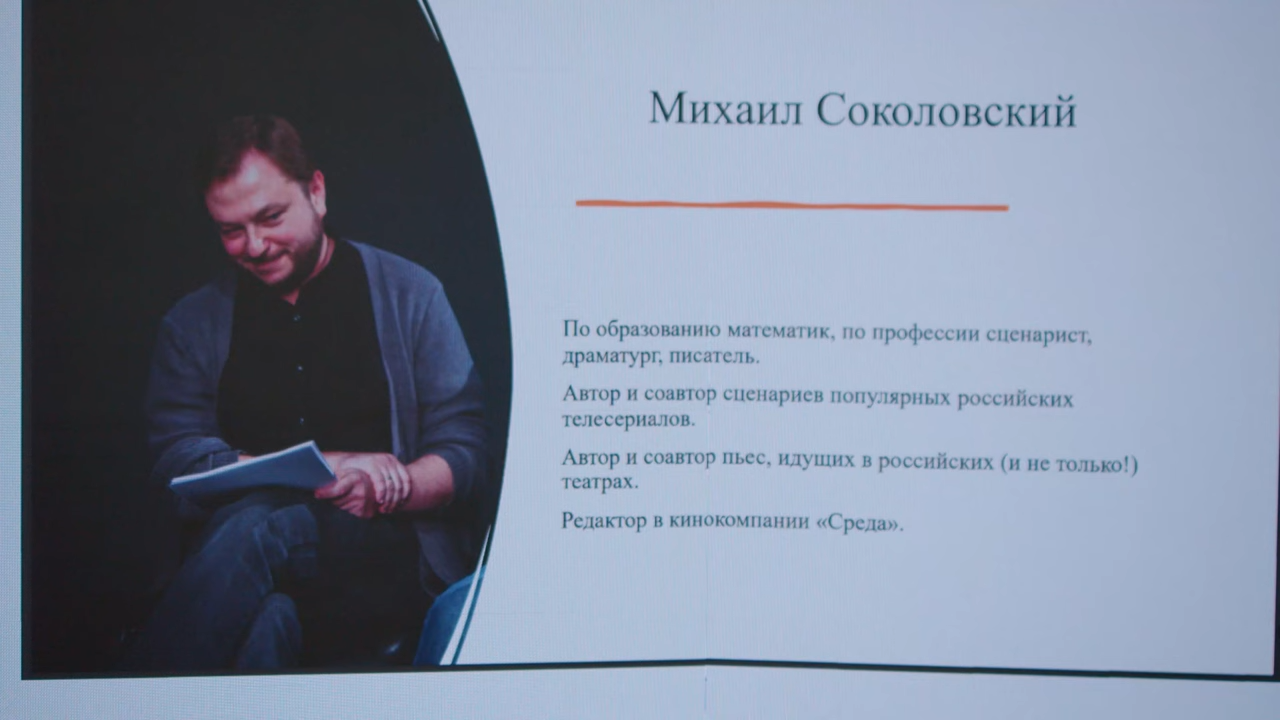 Михаил Соколовский
По образованию математик, по профессии сценарист,
драматург, писатель.
Автор и соавтор сценариев популярных российских
телесериалов.
Автор и соавтор пьес, идущих в российских (и не только!)
театрах.
Редактор в кинокомпании «Среда».